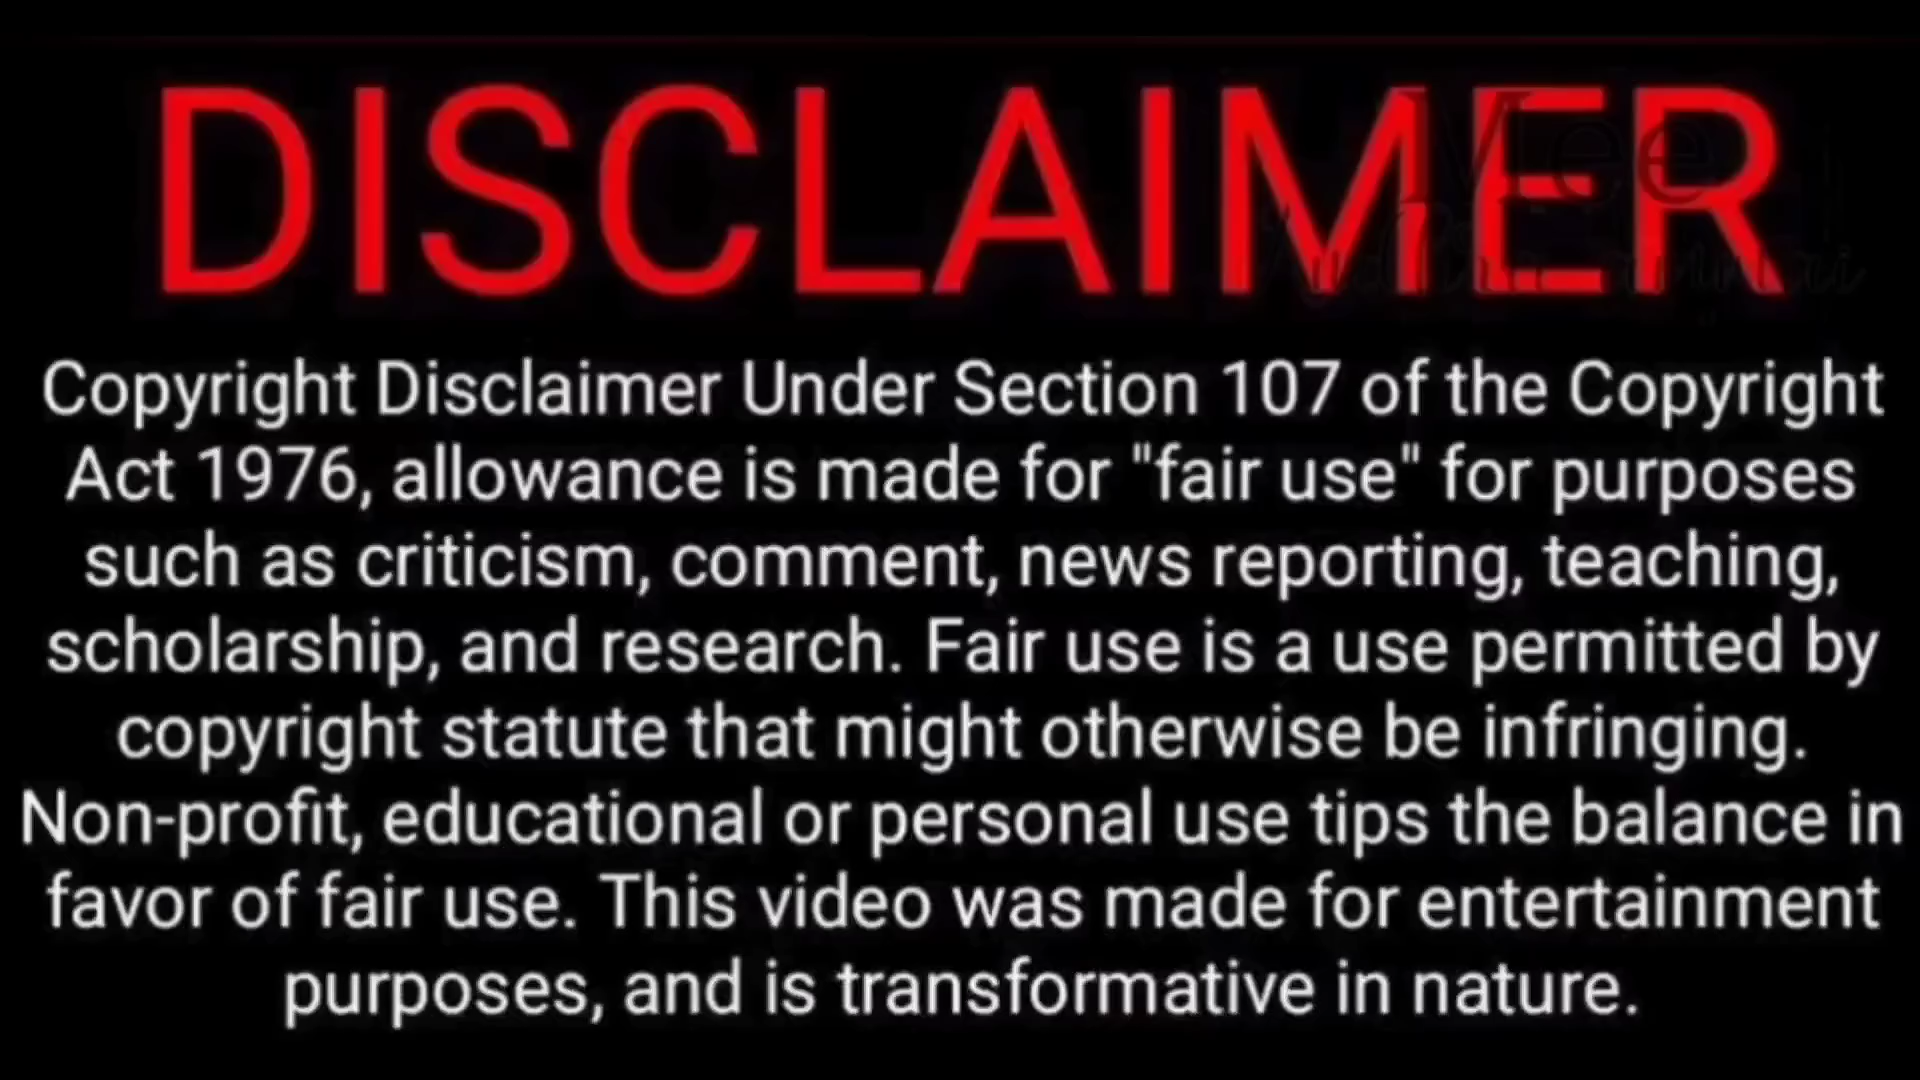 DISCLAIMER
Copyright Disclaimer Under Section 107 of the Copyright
Act 1976, allowance is made for "fair use" for purposes
such as criticism, comment, news reporting, teaching,
scholarship, and research. Fair use is a use permitted by
copyright statute that might otherwise be infringing.
Non-profit, educational or personal use tips the balance in
favor of fair use. This video was made for entertainment
purposes, and is transformative in nature.